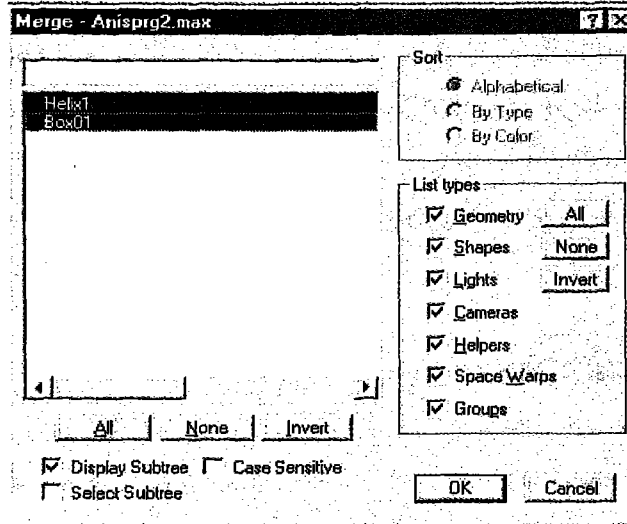 Merge - Anisprg2.max
Helix1
Box01
All None Invert
Display Subtree Case Sensitive
Select Subtree
Sort
Alphabetical
By Type
By Color
List types
Geometry All
Shapes None
Lights Invert
Cameras
Helpers
Space Warps
Groups
OK Cancel